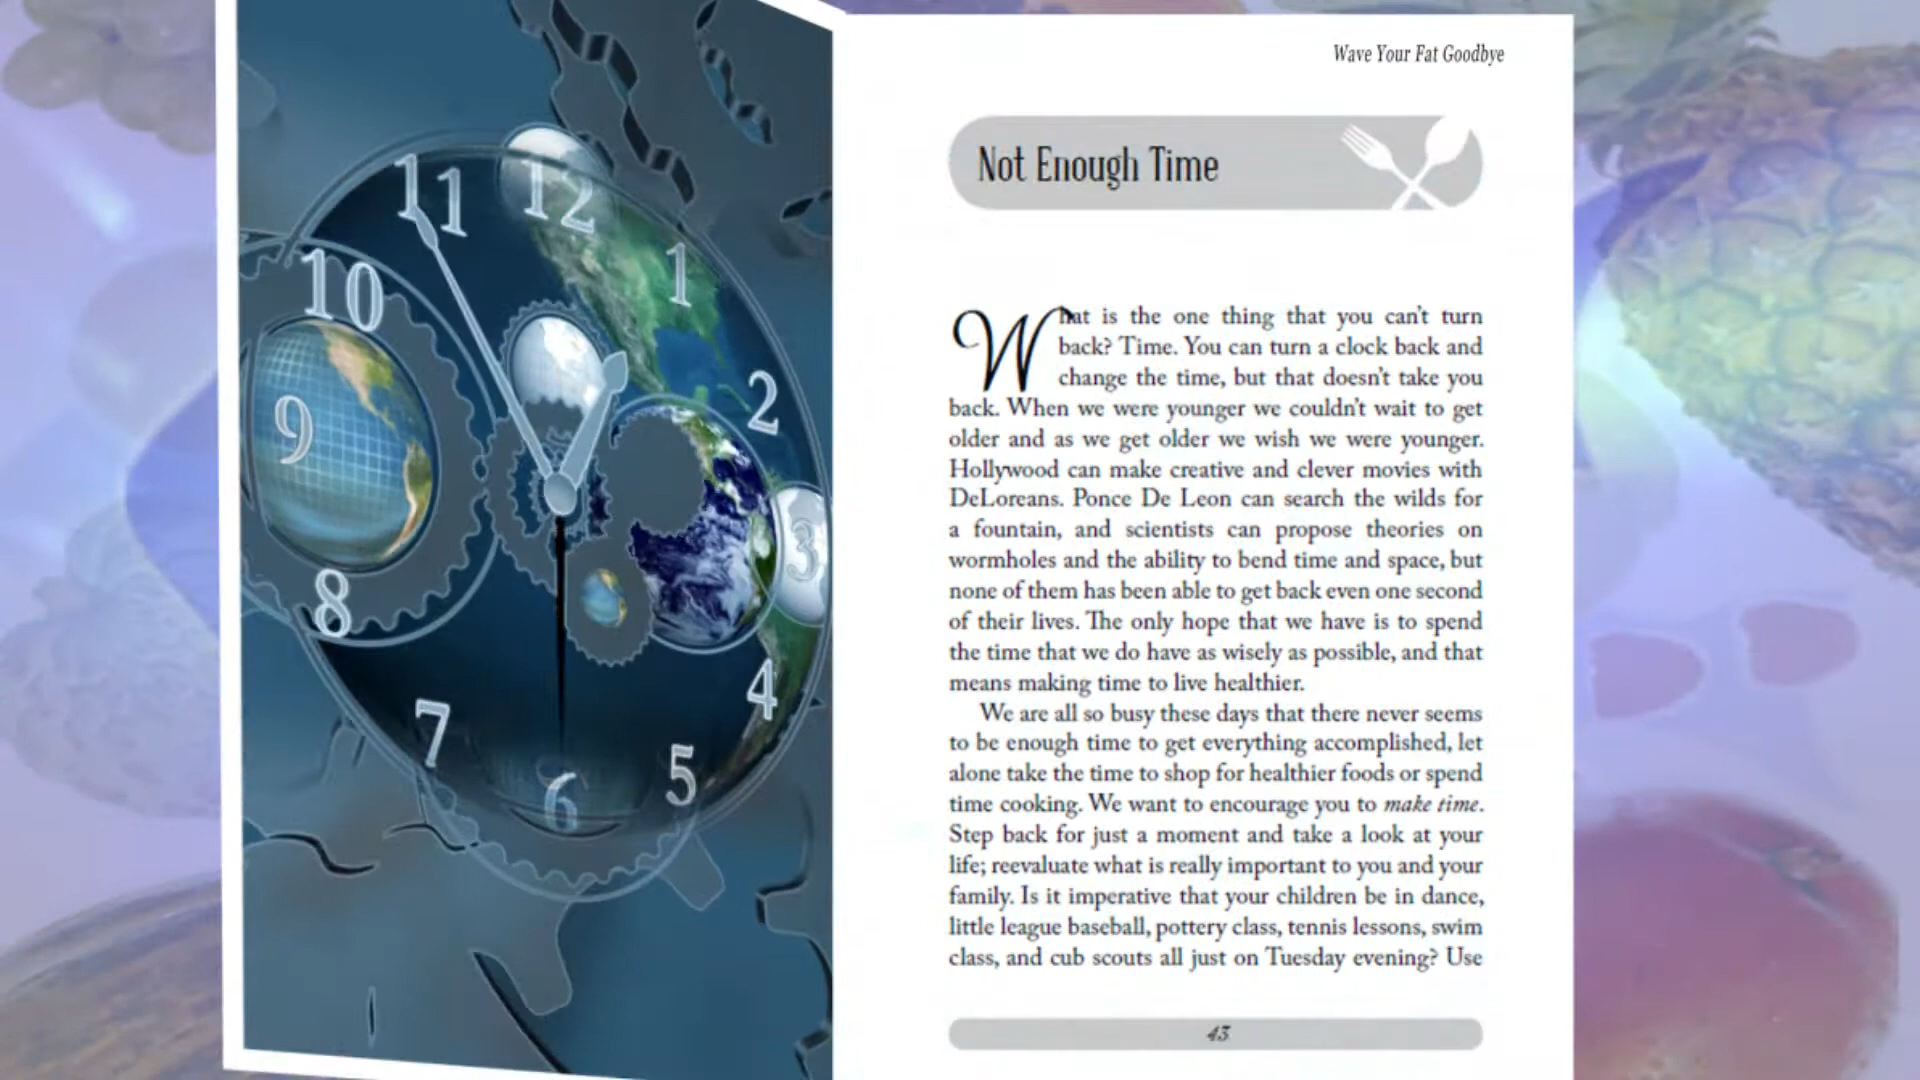 11
12
1
10
2
9
3
8
4
7
5
6
Wave Your Fat Goodbye
Not Enough Time
What is the one thing that you can't turn
back? Time. You can turn a clock back and
change the time, but that doesn't take you
back. When we were younger we couldn't wait to get
older and as we get older we wish we were younger.
Hollywood can make creative and clever movies with
DeLoreans. Ponce De Leon can search the wilds for
a fountain, and scientists can propose theories on
wormholes and the ability to bend time and space, but
none of them has been able to get back even one second
of their lives. The only hope that we have is to spend
the time that we do have as wisely as possible, and that
means making time to live healthier.
We are all so busy these days that there never seems
to be enough time to get everything accomplished, let
alone take the time to shop for healthier foods or spend
time cooking. We want to encourage you to make time.
Step back for just a moment and take a look at your
life; reevaluate what is really important to you and your
family. Is it imperative that your children be in dance,
little league baseball, pottery class, tennis lessons, swim
class, and cub scouts all just on Tuesday evening? Use
43